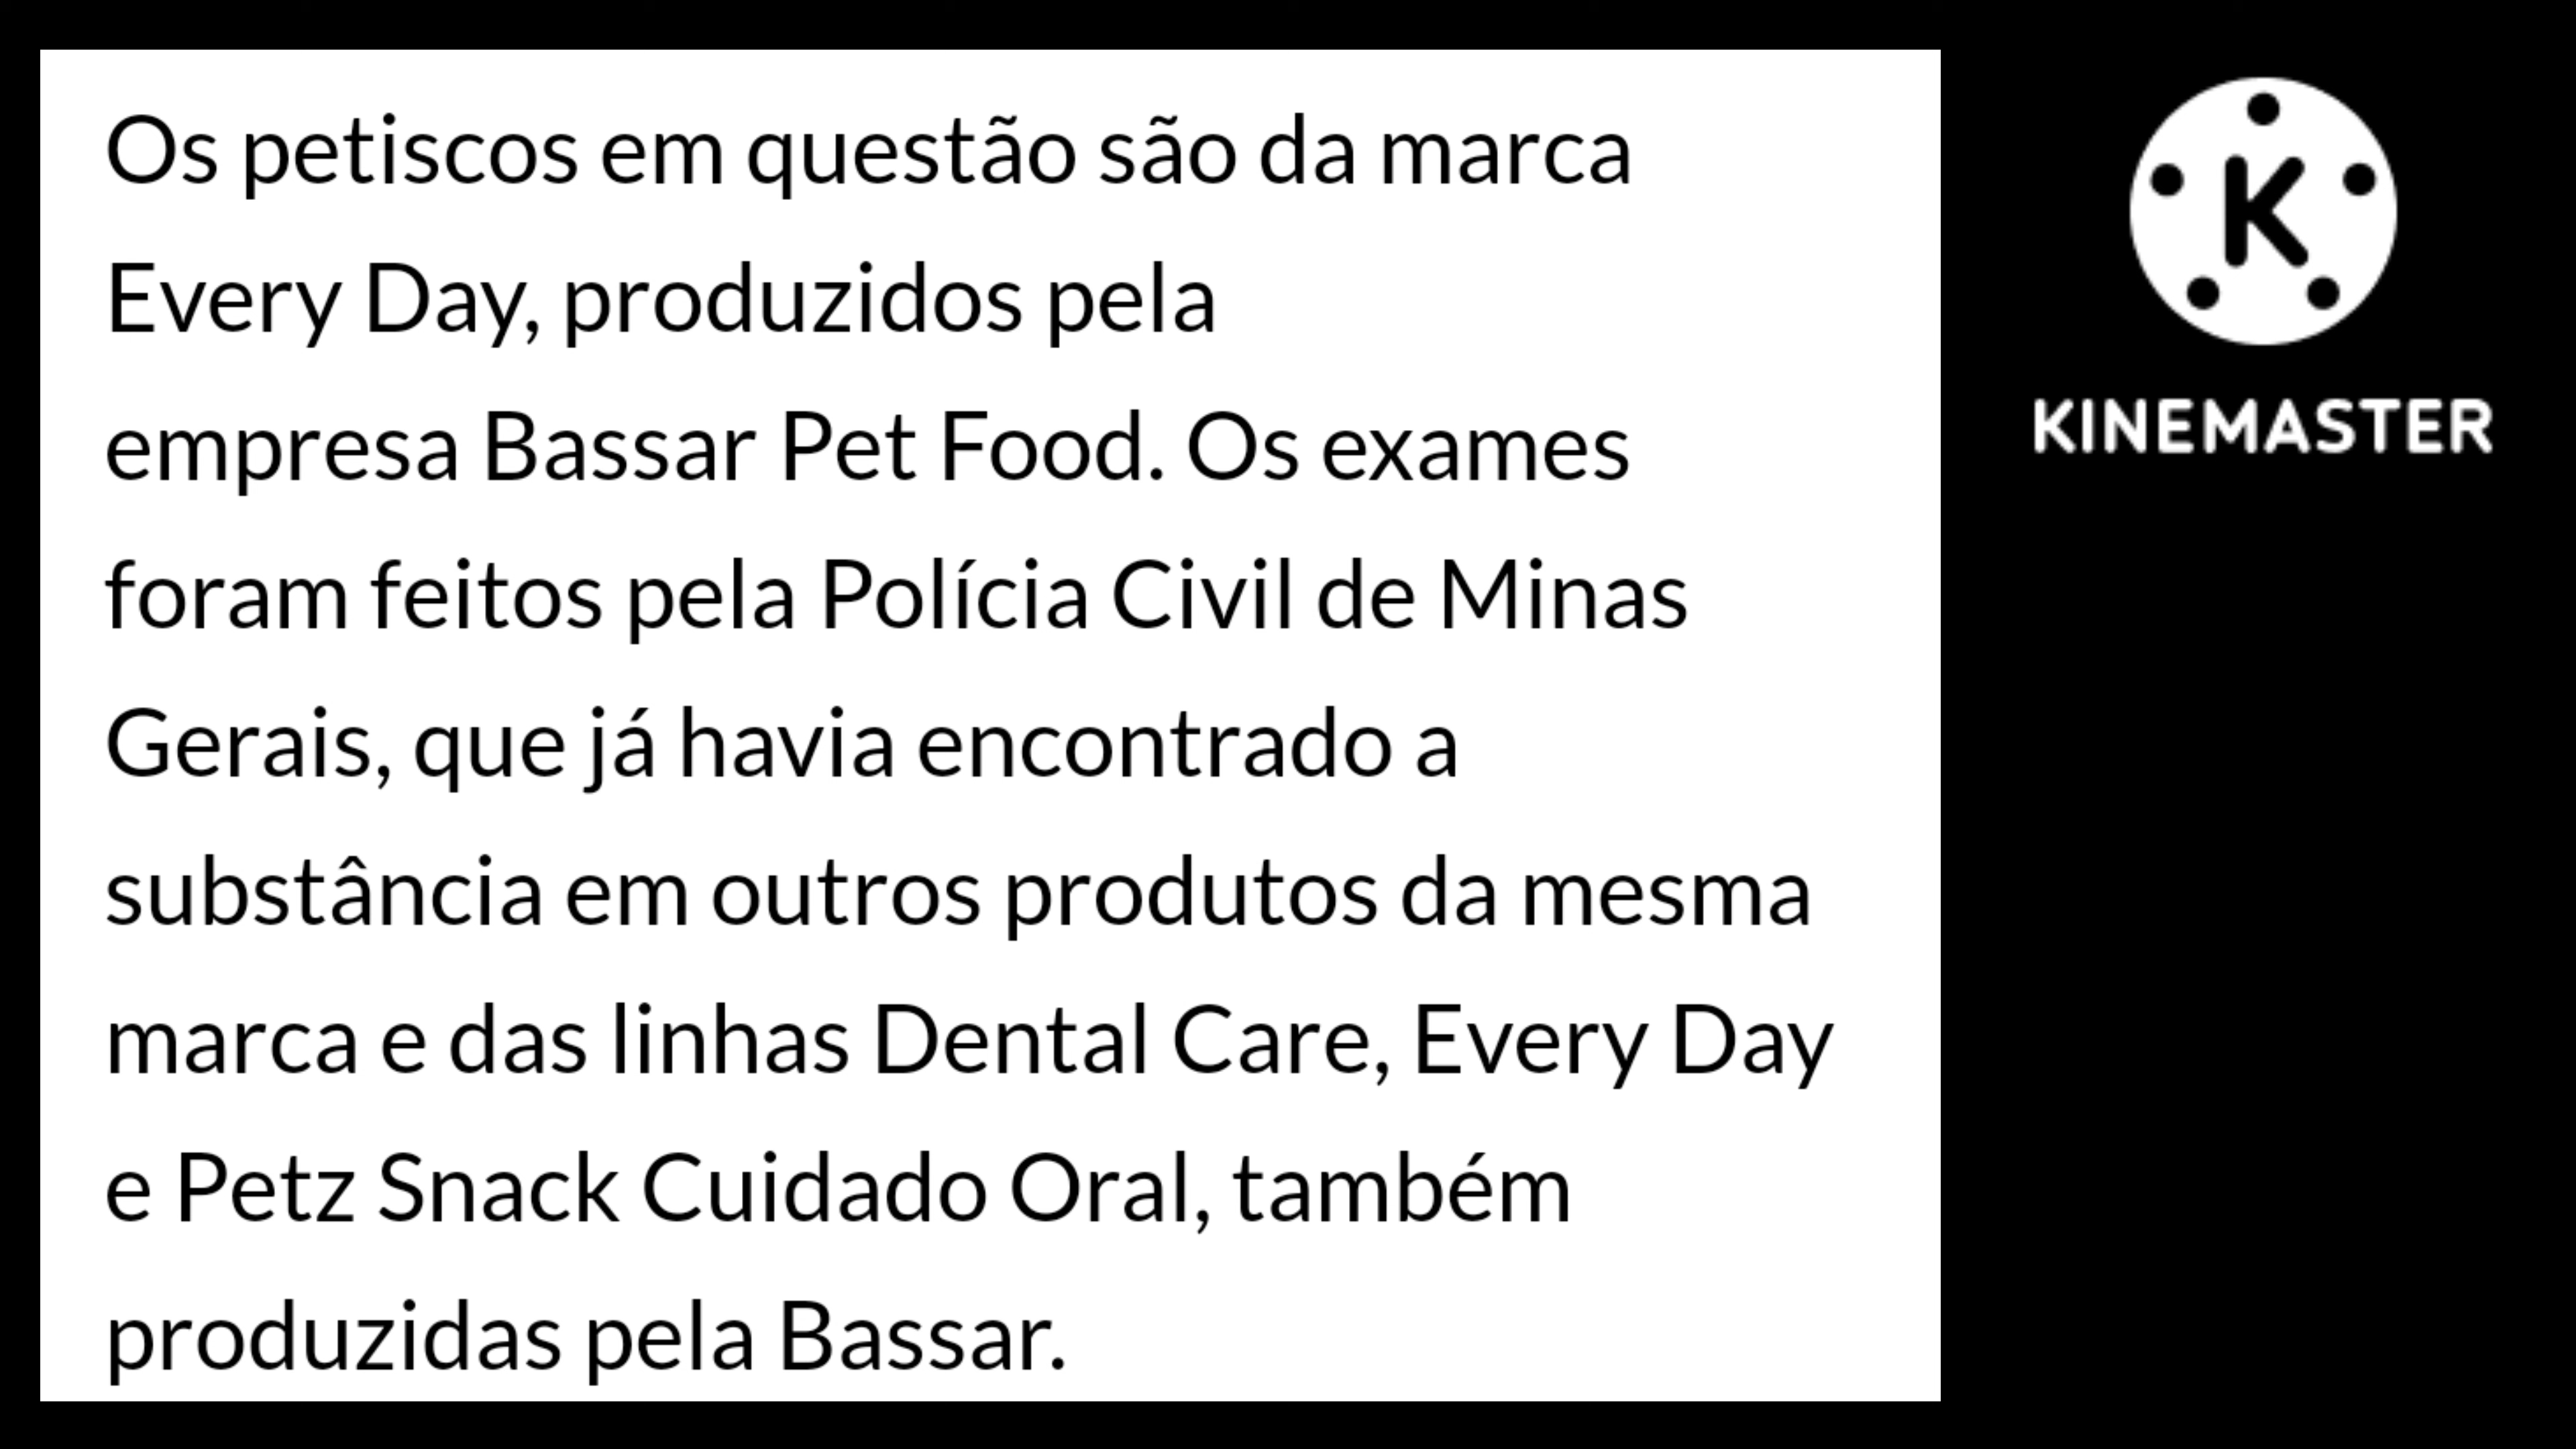 Os petiscos em questão são da marca
Every Day, produzidos pela
empresa Bassar Pet Food. Os exames
foram feitos pela Polícia Civil de Minas
Gerais, que já havia encontrado a
substância em outros produtos da mesma
marca e das linhas Dental Care, Every Day
e Petz Snack Cuidado Oral, também
produzidas pela Bassar.
K
KINEMASTER